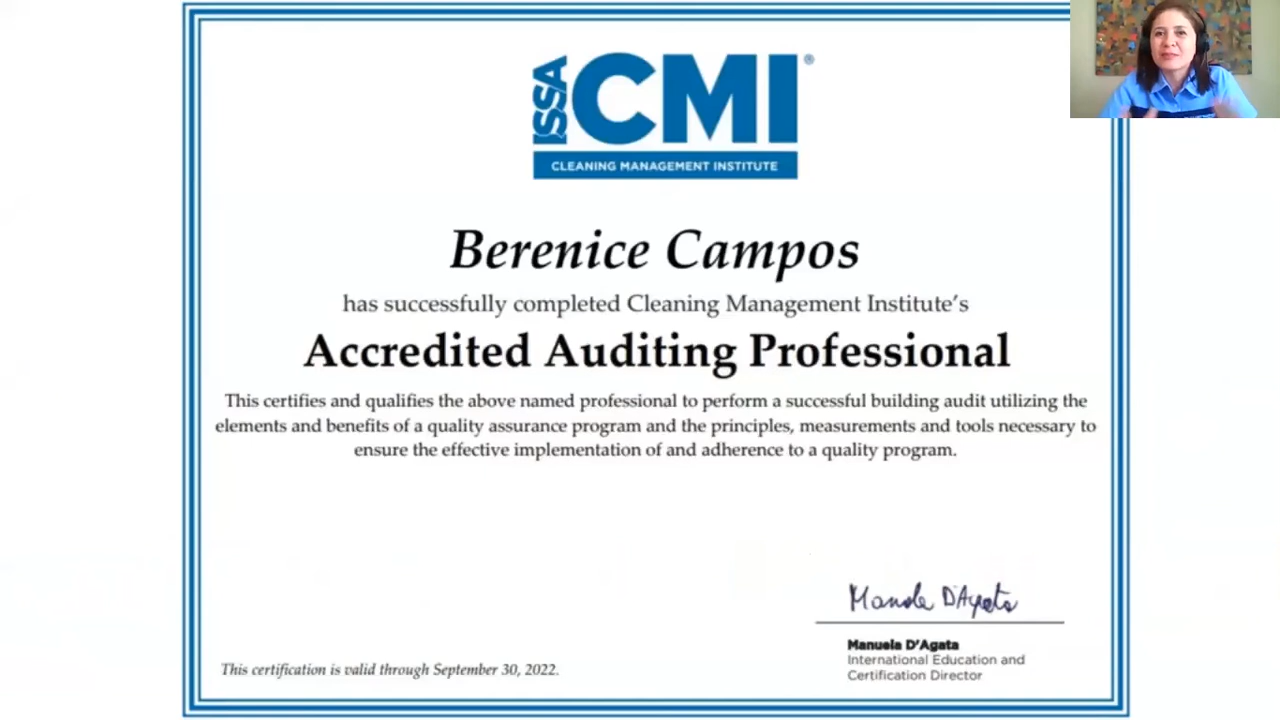 ISSA CMI®
CLEANING MANAGEMENT INSTITUTE
Berenice Campos
has successfully completed Cleaning Management Institute's
Accredited Auditing Professional
This certifies and qualifies the above named professional to perform a successful building audit utilizing the
elements and benefits of a quality assurance program and the principles, measurements and tools necessary to
ensure the effective implementation of and adherence to a quality program.
Manuela D'Agata
Manuela D'Agata
International Education and
Certification Director
This certification is valid through September 30, 2022.